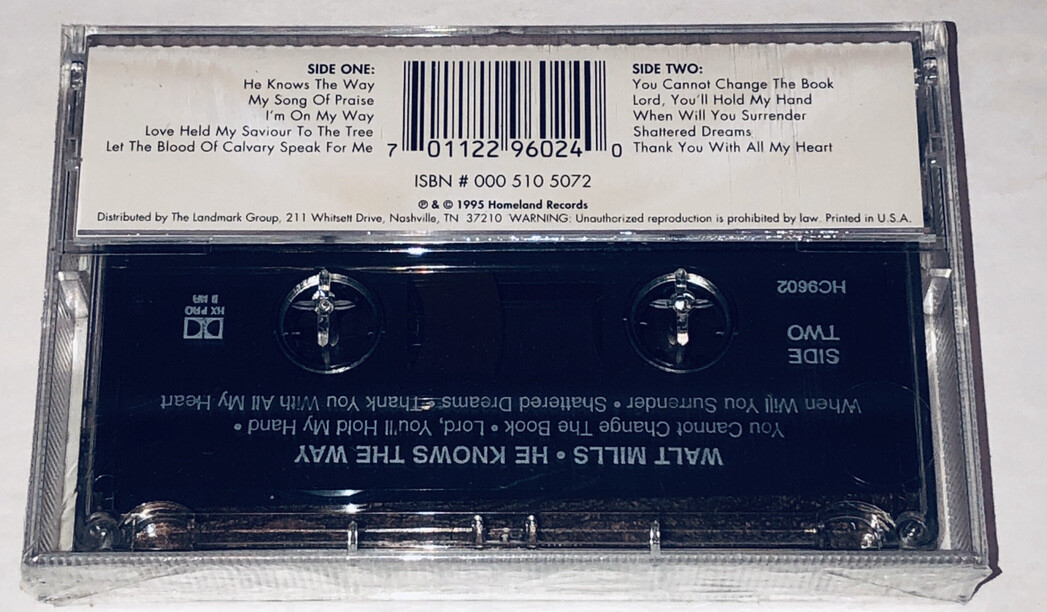 SIDE ONE:
He Knows The Way
My Song Of Praise
I'm On My Way
Love Held My Saviour To The Tree
Let The Blood Of Calvary Speak For Me
7 01122 96024 0
SIDE TWO:
You Cannot Change The Book
Lord, You'll Hold My Hand
When Will You Surrender
Shattered Dreams
Thank You With All My Heart
ISBN # 000 510 5072
℗ & © 1995 Homeland Records
Distributed by The Landmark Group, 211 Whitsett Drive, Nashville, TN 37210 WARNING: Unauthorized reproduction is prohibited by law. Printed in U.S.A.
WALT MILLS • HE KNOWS THE WAY
You Cannot Change The Book • Lord, You'll Hold My Hand •
When Will You Surrender • Shattered Dreams • Thank You With All My Heart
SIDE
TWO
HC9602
HX PRO